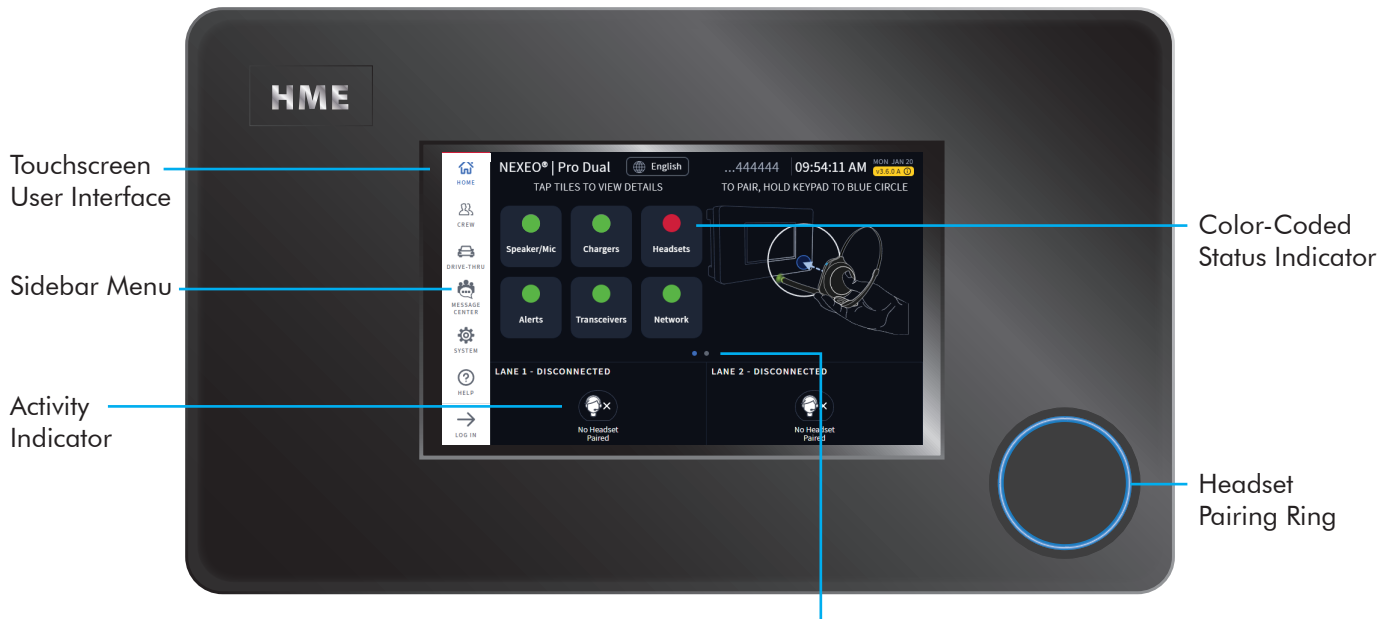 HME
Touchscreen
User Interface
Sidebar Menu
Activity
Indicator
HOME
CREW
DRIVE-THRU
MESSAGE
CENTER
SYSTEM
HELP
LOG IN
NEXEO® | Pro Dual
English
...444444
09:54:11 AM
MON JAN 20
v3.6.0 A
TAP TILES TO VIEW DETAILS
TO PAIR, HOLD KEYPAD TO BLUE CIRCLE
Speaker/Mic
Chargers
Headsets
Alerts
Transceivers
Network
LANE 1 - DISCONNECTED
No Headset
Paired
LANE 2 - DISCONNECTED
No Headset
Paired
Color-Coded
Status Indicator
Headset
Pairing Ring